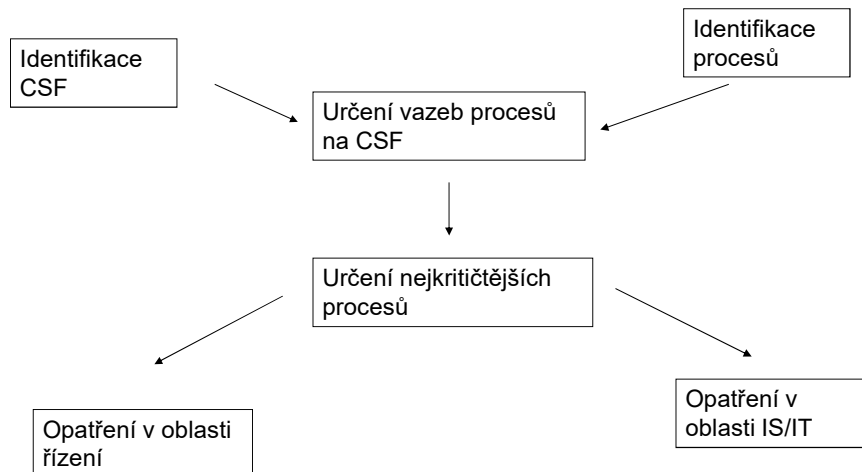 Identifikace
CSF
Identifikace
procesů
Určení vazeb procesů
na CSF
Určení nejkritičtějších
procesů
Opatření v oblasti
řízení
Opatření v
oblasti IS/IT